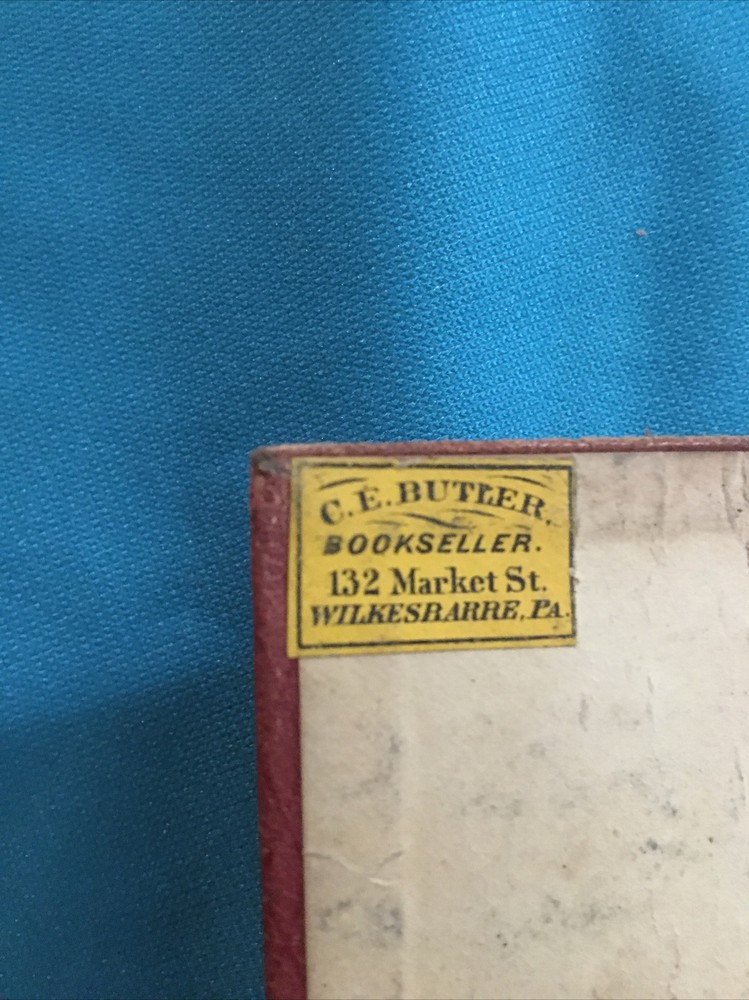 C. E. BUTLER.
BOOKSELLER.
132 Market St.
WILKESBARRE, PA.